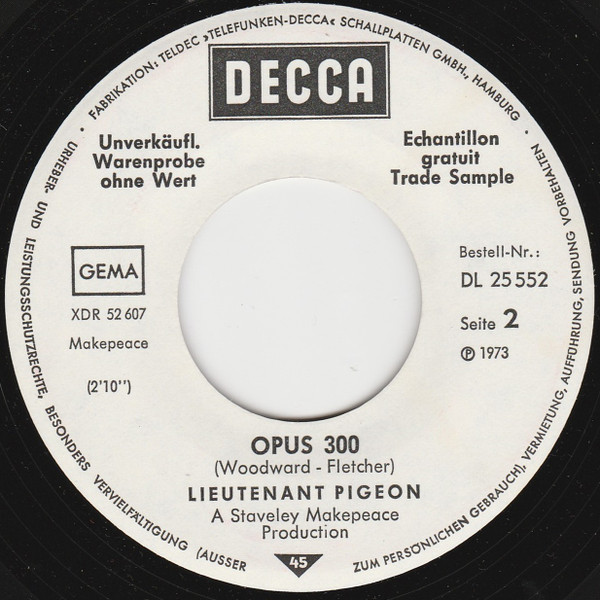 · FABRIKATION: TELDEC »TELEFUNKEN-DECCA« SCHALLPLATTEN GMBH., HAMBURG ·
URHEBER- UND LEISTUNGSSCHUTZRECHTE, BESONDERS VERVIELFÄLTIGUNG (AUSSER ZUM PERSÖNLICHEN GEBRAUCH), VERMIETUNG, AUFFÜHRUNG, SENDUNG VORBEHALTEN
DECCA
Unverkäufl.
Warenprobe
ohne Wert
Echantillon
gratuit
Trade Sample
GEMA
XDR 52 607
Makepeace
(2'10'')
Bestell-Nr.:
DL 25 552
Seite 2
℗ 1973
OPUS 300
(Woodward - Fletcher)
LIEUTENANT PIGEON
A Staveley Makepeace
Production
45